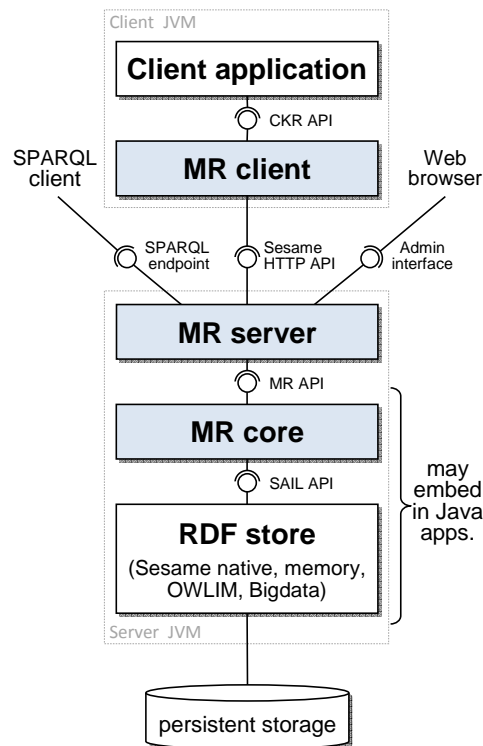 Client JVM
Client application
CKR API
SPARQL
client
MR client
Web
browser
SPARQL
endpoint
Sesame
HTTP API
Admin
interface
MR server
MR API
MR core
SAIL API
may
embed
in Java
apps.
RDF store
(Sesame native, memory,
OWLIM, Bigdata)
Server JVM
persistent storage